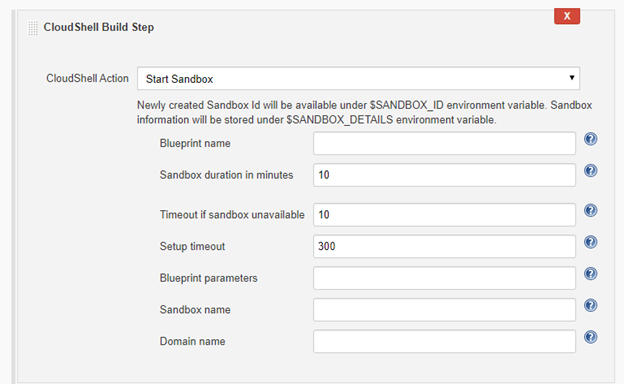 X
CloudShell Build Step
CloudShell Action Start Sandbox
Newly created Sandbox Id will be available under $SANDBOX_ID environment variable. Sandbox
information will be stored under $SANDBOX_DETAILS environment variable.
Blueprint name
Sandbox duration in minutes 10
Timeout if sandbox unavailable 10
Setup timeout 300
Blueprint parameters
Sandbox name
Domain name